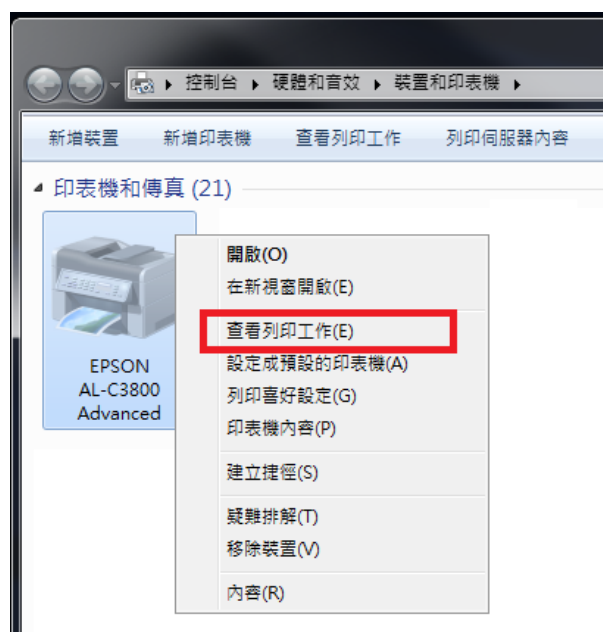 控制台 ▸ 硬體和音效 ▸ 裝置和印表機 ▸
新增裝置 新增印表機 查看列印工作 列印伺服器內容
印表機和傳真 (21)
EPSON
AL-C3800
Advanced
開啟(O)
在新視窗開啟(E)
查看列印工作(E)
設定成預設的印表機(A)
列印喜好設定(G)
印表機內容(P)
建立捷徑(S)
疑難排解(T)
移除裝置(V)
內容(R)